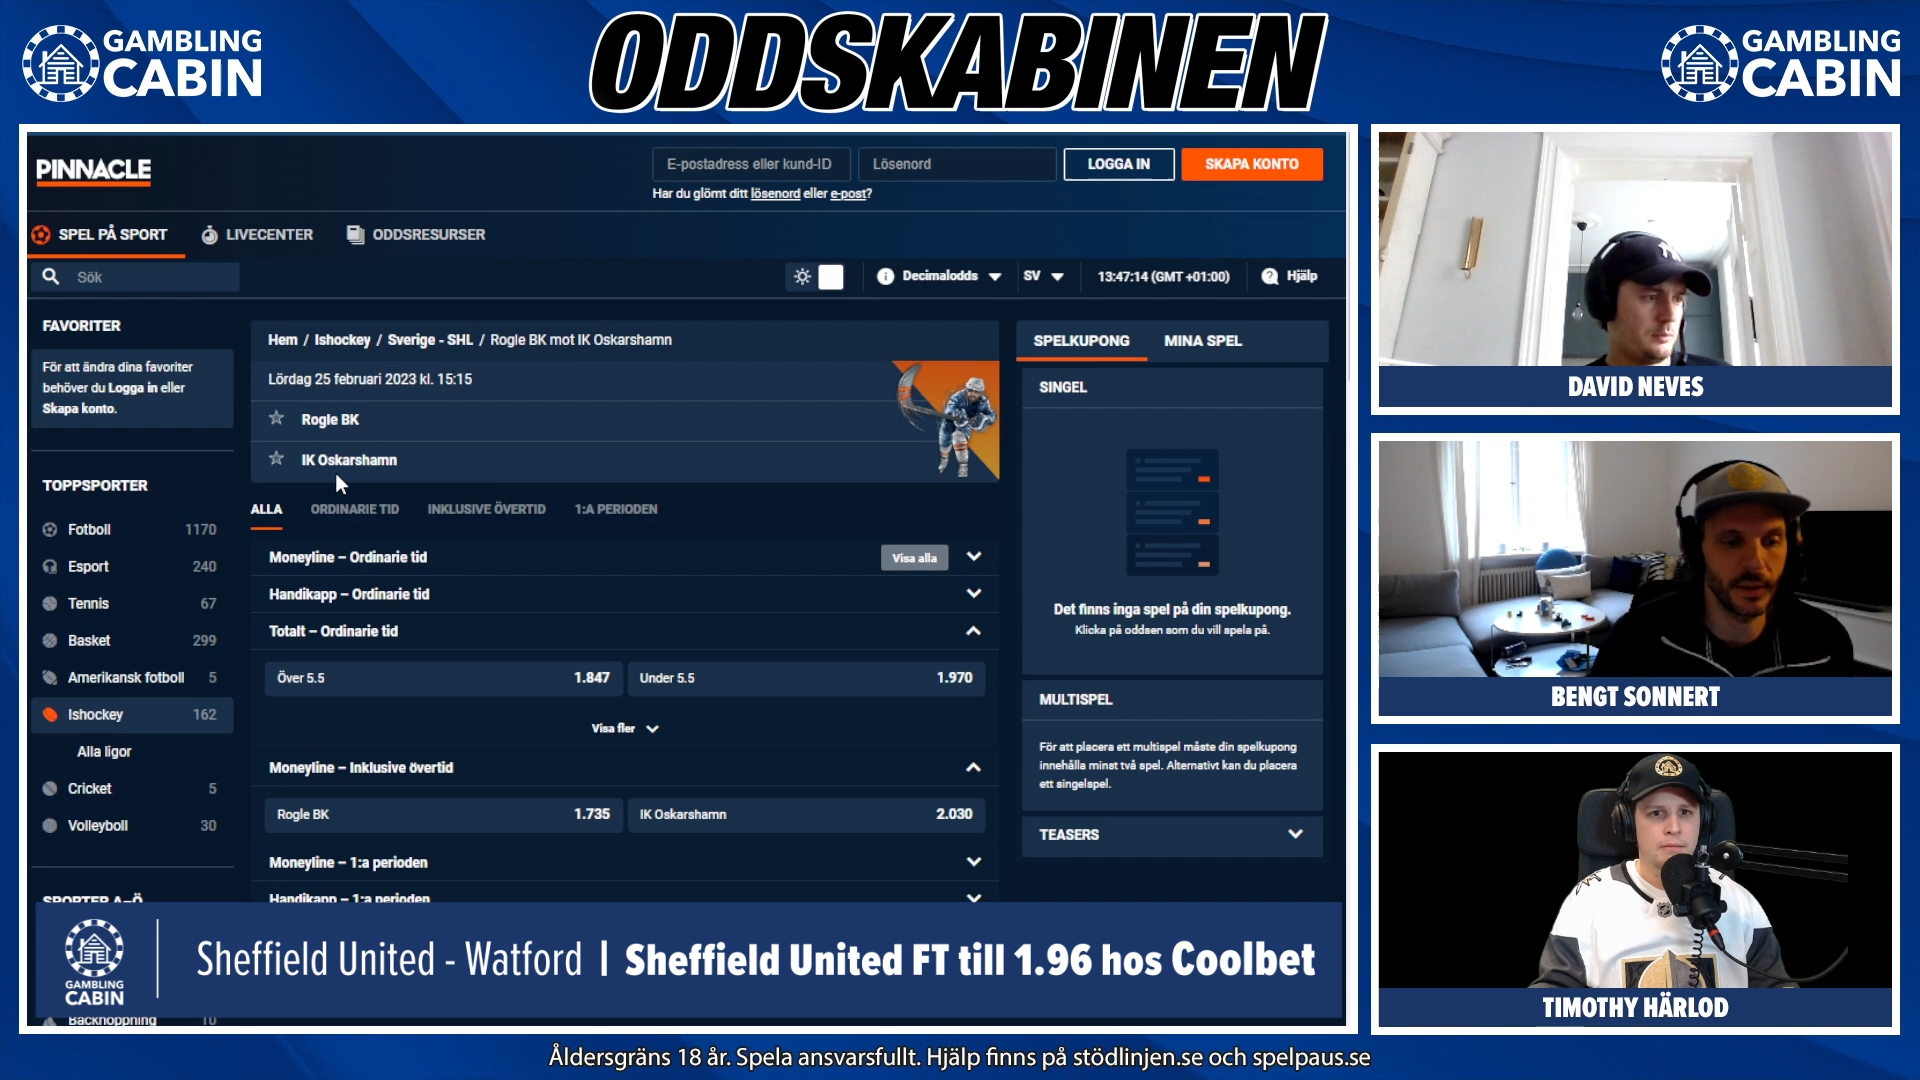 GAMBLING
CABIN
ODDSKABINEN
GAMBLING
CABIN
PINNACLE
E-postadress eller kund-ID
Lösenord
LOGGA IN
SKAPA KONTO
Har du glömt ditt lösenord eller e-post?
SPEL PÅ SPORT
LIVECENTER
ODDSRESURSER
Sök
Decimalodds
SV
13:47:14 (GMT +01:00)
Hjälp
FAVORITER
För att ändra dina favoriter
behöver du Logga in eller
Skapa konto.
TOPPSPORTER
Fotboll 1170
Esport 240
Tennis 67
Basket 299
Amerikansk fotboll 5
Ishockey 162
Alla ligor
Cricket 5
Volleyboll 30
SPORTER A–Ö
Backhoppning 10
Hem / Ishockey / Sverige - SHL / Rogle BK mot IK Oskarshamn
Lördag 25 februari 2023 kl. 15:15
Rogle BK
IK Oskarshamn
ALLA
ORDINARIE TID
INKLUSIVE ÖVERTID
1:A PERIODEN
Moneyline – Ordinarie tid
Visa alla
Handikapp – Ordinarie tid
Totalt – Ordinarie tid
Över 5.5 1.847
Under 5.5 1.970
Visa fler
Moneyline – Inklusive övertid
Rogle BK 1.735
IK Oskarshamn 2.030
Moneyline – 1:a perioden
Handikapp – 1:a perioden
SPELKUPONG
MINA SPEL
SINGEL
Det finns inga spel på din spelkupong.
Klicka på oddsen som du vill spela på.
MULTISPEL
För att placera ett multispel måste din spelkupong
innehålla minst två spel. Alternativt kan du placera
ett singelspel.
TEASERS
DAVID NEVES
BENGT SONNERT
TIMOTHY HÄRLOD
GAMBLING
CABIN
Sheffield United - Watford | Sheffield United FT till 1.96 hos Coolbet
Åldersgräns 18 år. Spela ansvarsfullt. Hjälp finns på stödlinjen.se och spelpaus.se